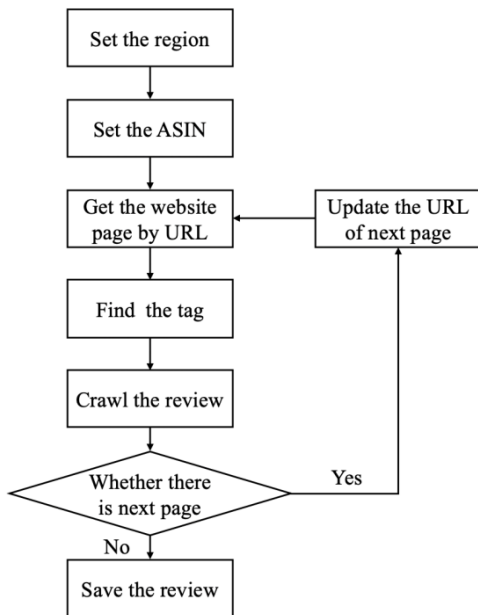 Set the region
Set the ASIN
Get the website
page by URL
Update the URL
of next page
Find the tag
Crawl the review
Whether there
is next page
Yes
No
Save the review